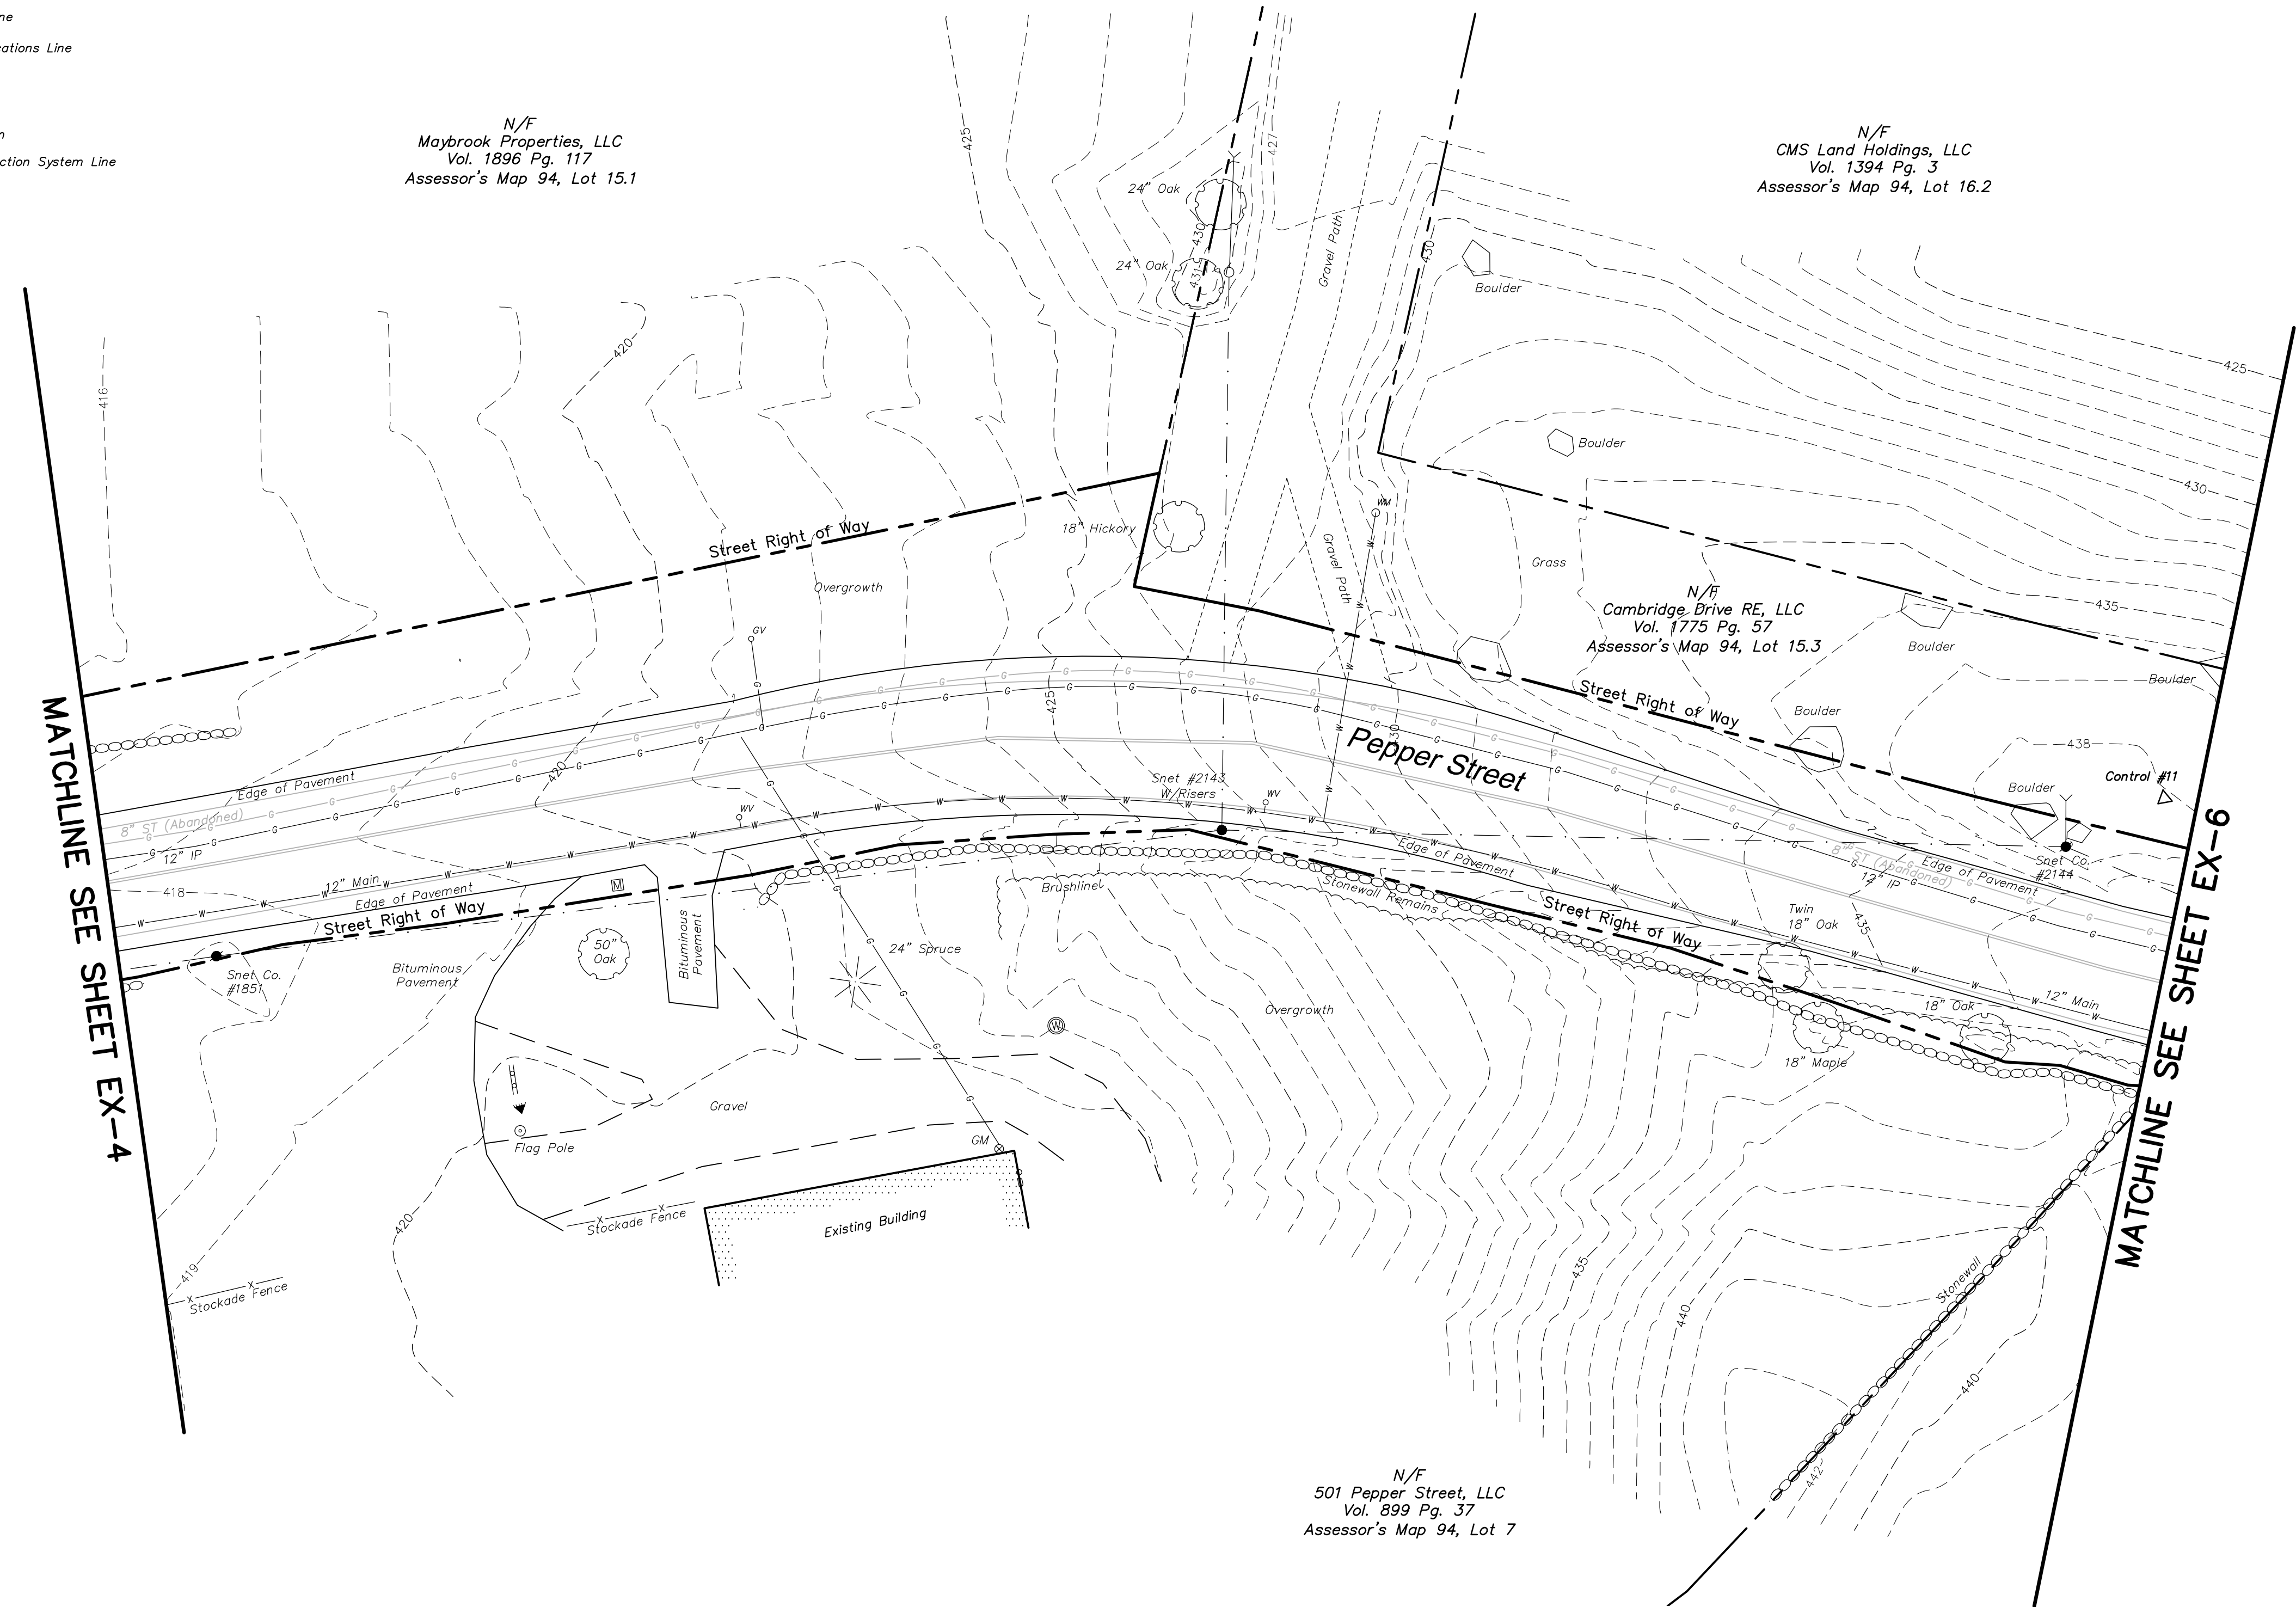 ne
cations Line
n
ction System Line
N/F
Maybrook Properties, LLC
Vol. 1896 Pg. 117
Assessor's Map 94, Lot 15.1
N/F
CMS Land Holdings, LLC
Vol. 1394 Pg. 3
Assessor's Map 94, Lot 16.2
425
427
24" Oak
430
24" Oak
431
Gravel Path
430
Boulder
416
420
425
Boulder
430
WM
18" Hickory
Street Right of Way
Overgrowth
Gravel Path
Grass
N/F
Cambridge Drive RE, LLC
Vol. 1775 Pg. 57
Assessor's Map 94, Lot 15.3
435
Boulder
GV
Boulder
Street Right of Way
Boulder
425
430
Pepper Street
438
Control #11
Boulder
420
Edge of Pavement
8" ST (Abandoned)
12" IP
Snet #2143
W/Risers
WV
WV
MATCHLINE SEE SHEET EX-4
MATCHLINE SEE SHEET EX-6
Edge of Pavement
8" ST (Abandoned)
12" IP
Edge of Pavement
Snet Co.
#2144
418
12" Main
Edge of Pavement
Street Right of Way
M
Brushline
Stonewall Remains
Street Right of Way
Twin
18" Oak
435
Snet Co.
#1851
Bituminous
Pavement
50"
Oak
Bituminous
Pavement
24" Spruce
W
Overgrowth
18" Oak
12" Main
18" Maple
Gravel
Flag Pole
GM
420
Stockade Fence
Existing Building
419
Stockade Fence
435
440
Stonewall
440
442
N/F
501 Pepper Street, LLC
Vol. 899 Pg. 37
Assessor's Map 94, Lot 7